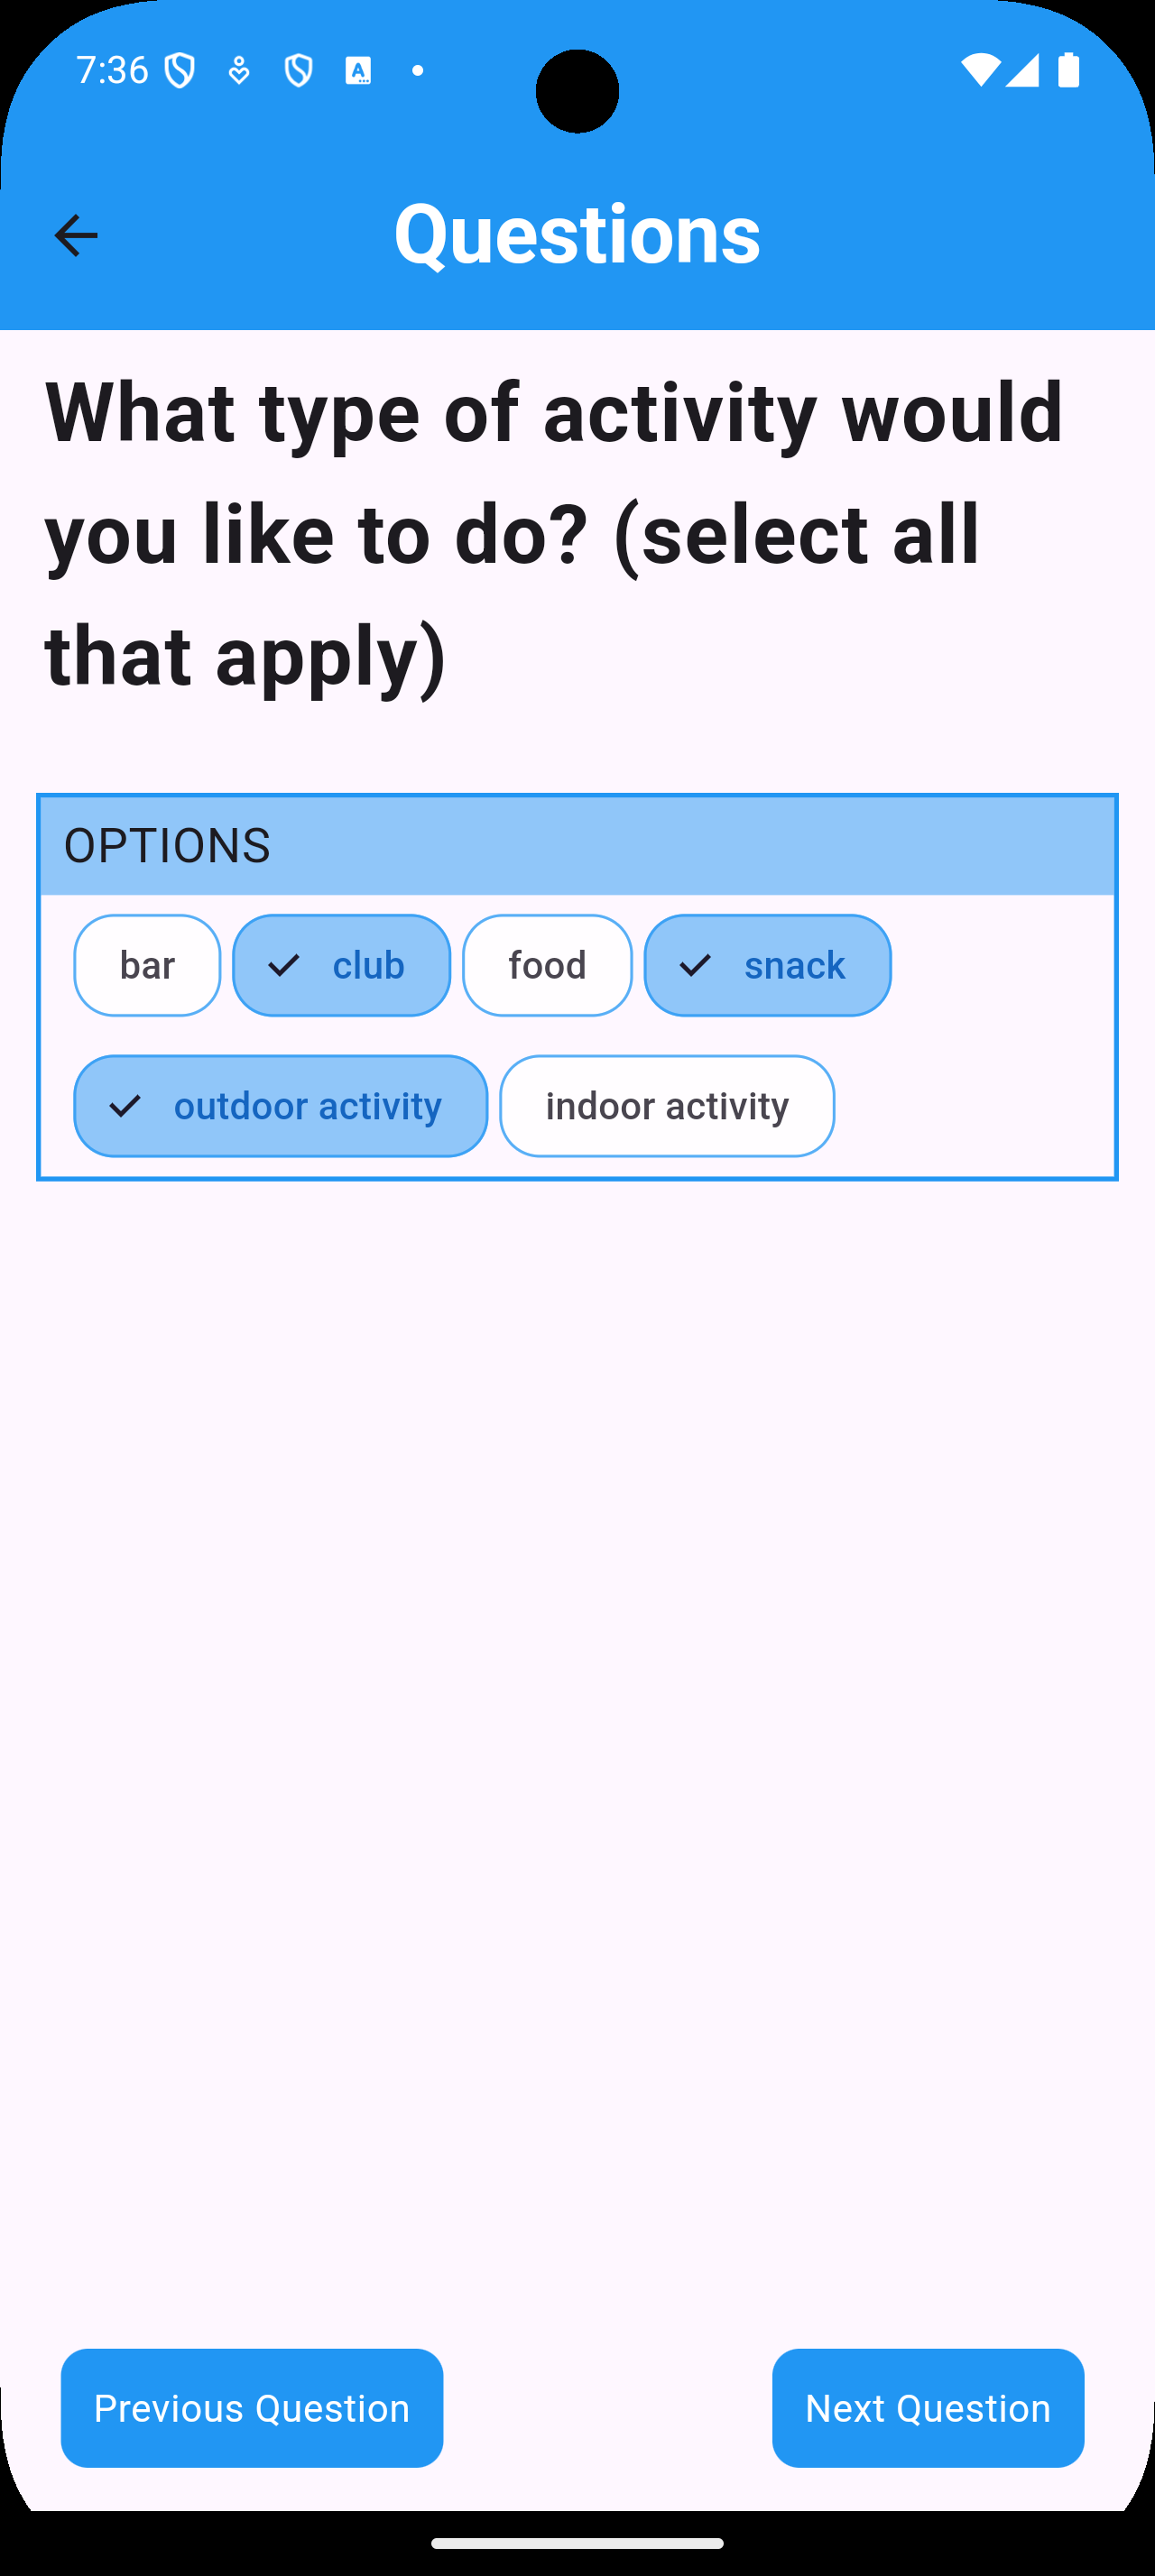 7:36
Questions
What type of activity would
you like to do? (select all
that apply)
OPTIONS
bar club food snack
outdoor activity indoor activity
Previous Question Next Question